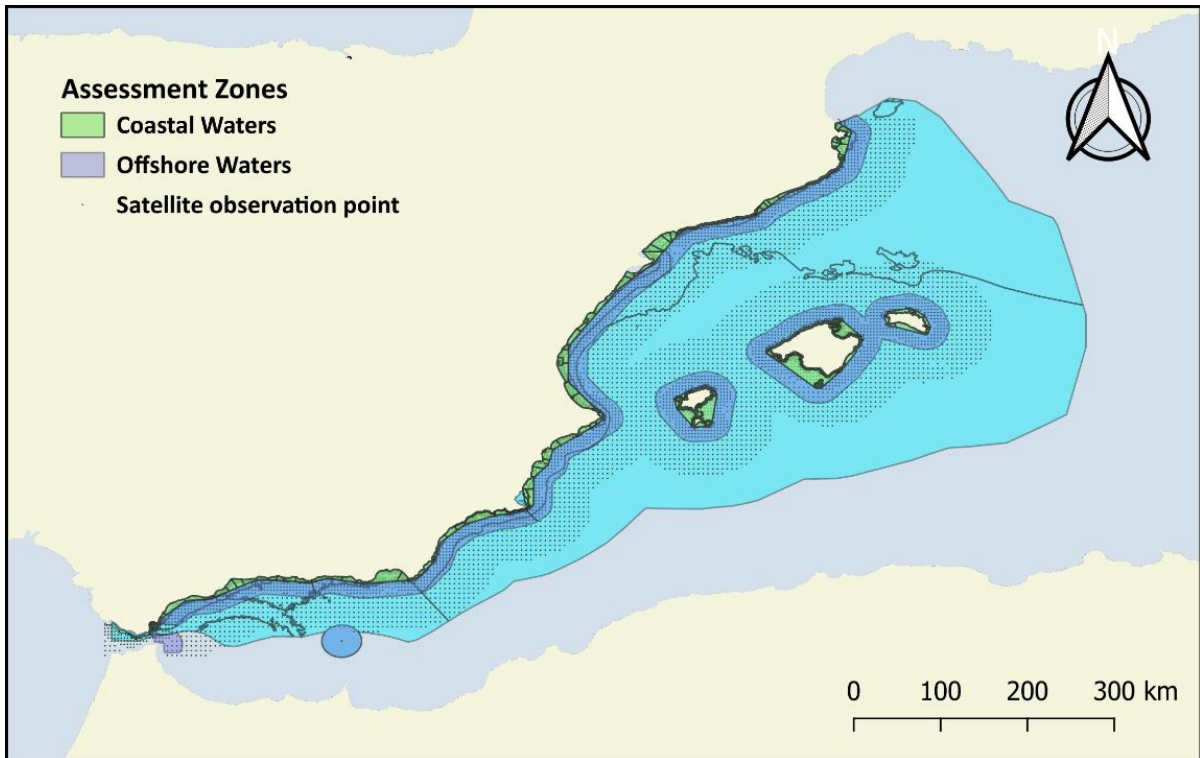 N
Assessment Zones
Coastal Waters
Offshore Waters
Satellite observation point
0 100 200 300 km